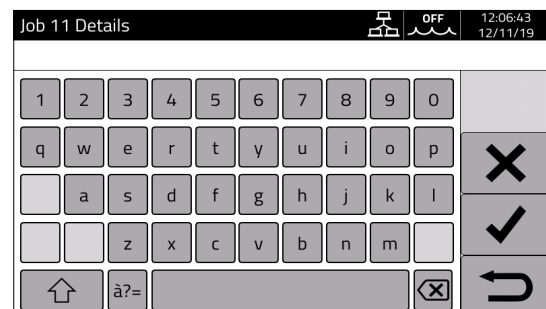 Job 11 Details OFF 12:06:43
12/11/19
1 2 3 4 5 6 7 8 9 0
q w e r t y u i o p
a s d f g h j k l
z x c v b n m
à?=